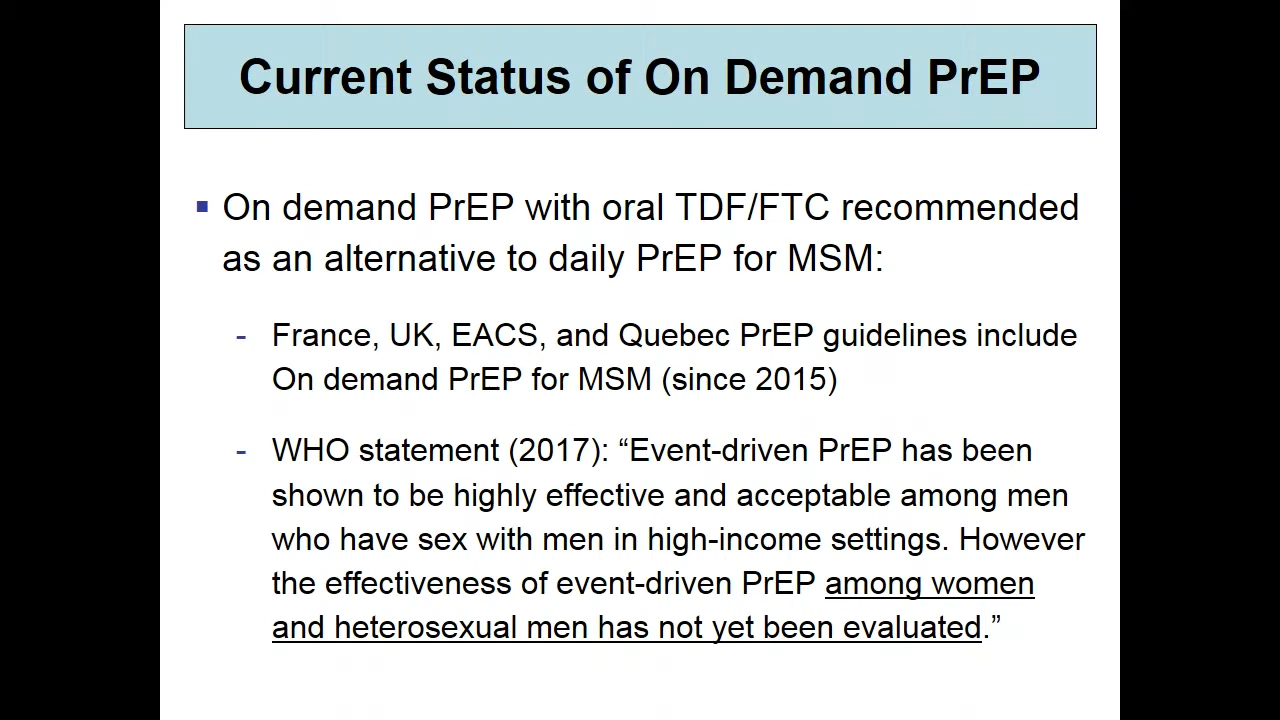 Current Status of On Demand PrEP
▪ On demand PrEP with oral TDF/FTC recommended
as an alternative to daily PrEP for MSM:
- France, UK, EACS, and Quebec PrEP guidelines include
On demand PrEP for MSM (since 2015)
- WHO statement (2017): “Event-driven PrEP has been
shown to be highly effective and acceptable among men
who have sex with men in high-income settings. However
the effectiveness of event-driven PrEP among women
and heterosexual men has not yet been evaluated.”